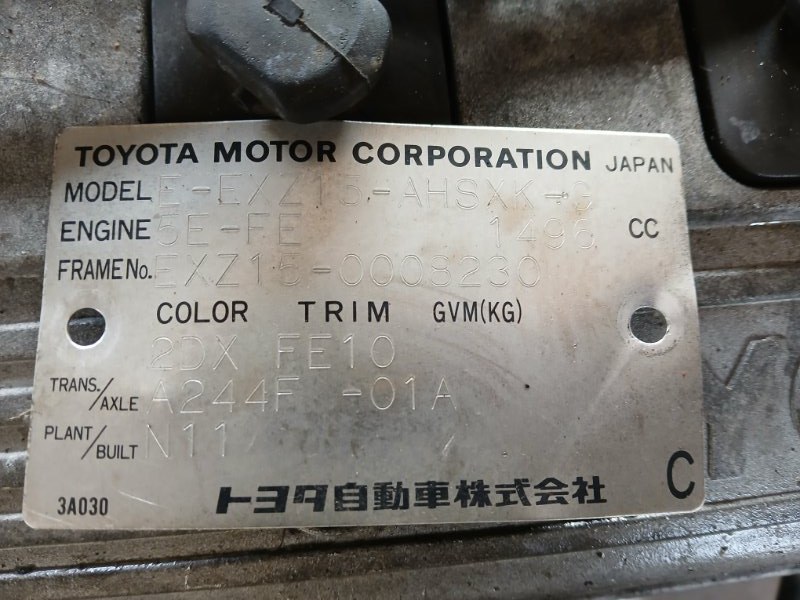 TOYOTA MOTOR CORPORATION JAPAN
MODEL E-EXZ15-AHSXK-G
ENGINE 5E-FE 1496 CC
FRAME No. EXZ15-0008230
COLOR TRIM GVM(KG)
2DX FE10
TRANS./AXLE A244F -01A
PLANT/BUILT N11/
3A030 トヨタ自動車株式会社 C